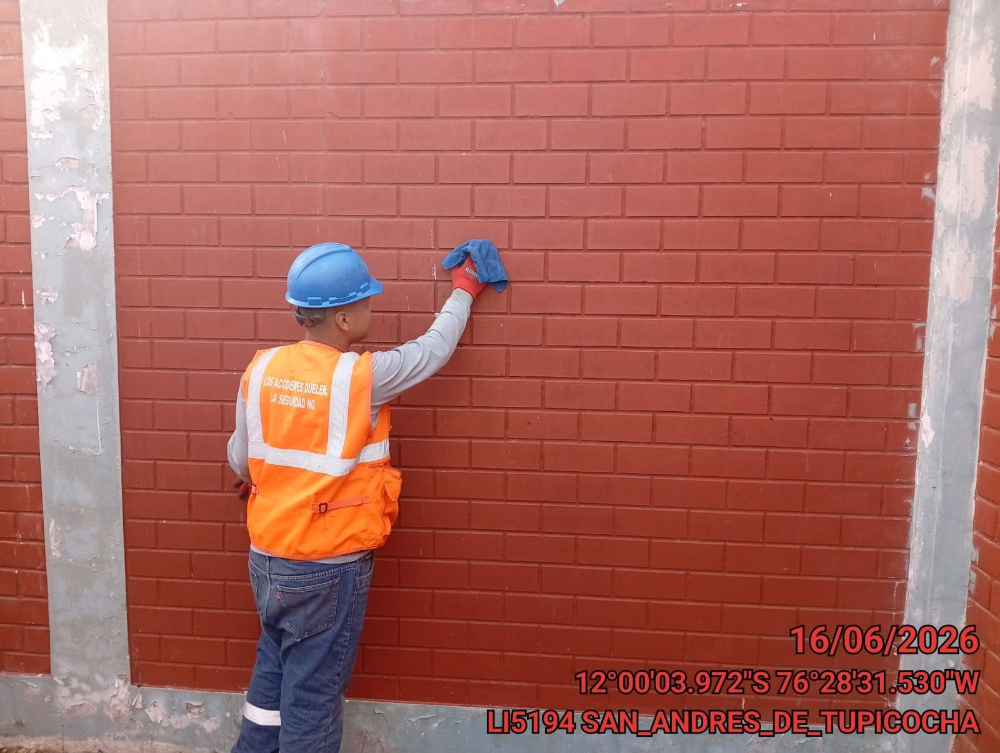 LOS ACCIDENTES DUELEN,
LA SEGURIDAD NO
16/06/2026
12°00'03.972"S 76°28'31.530"W
LI5194 SAN_ANDRES_DE_TUPICOCHA